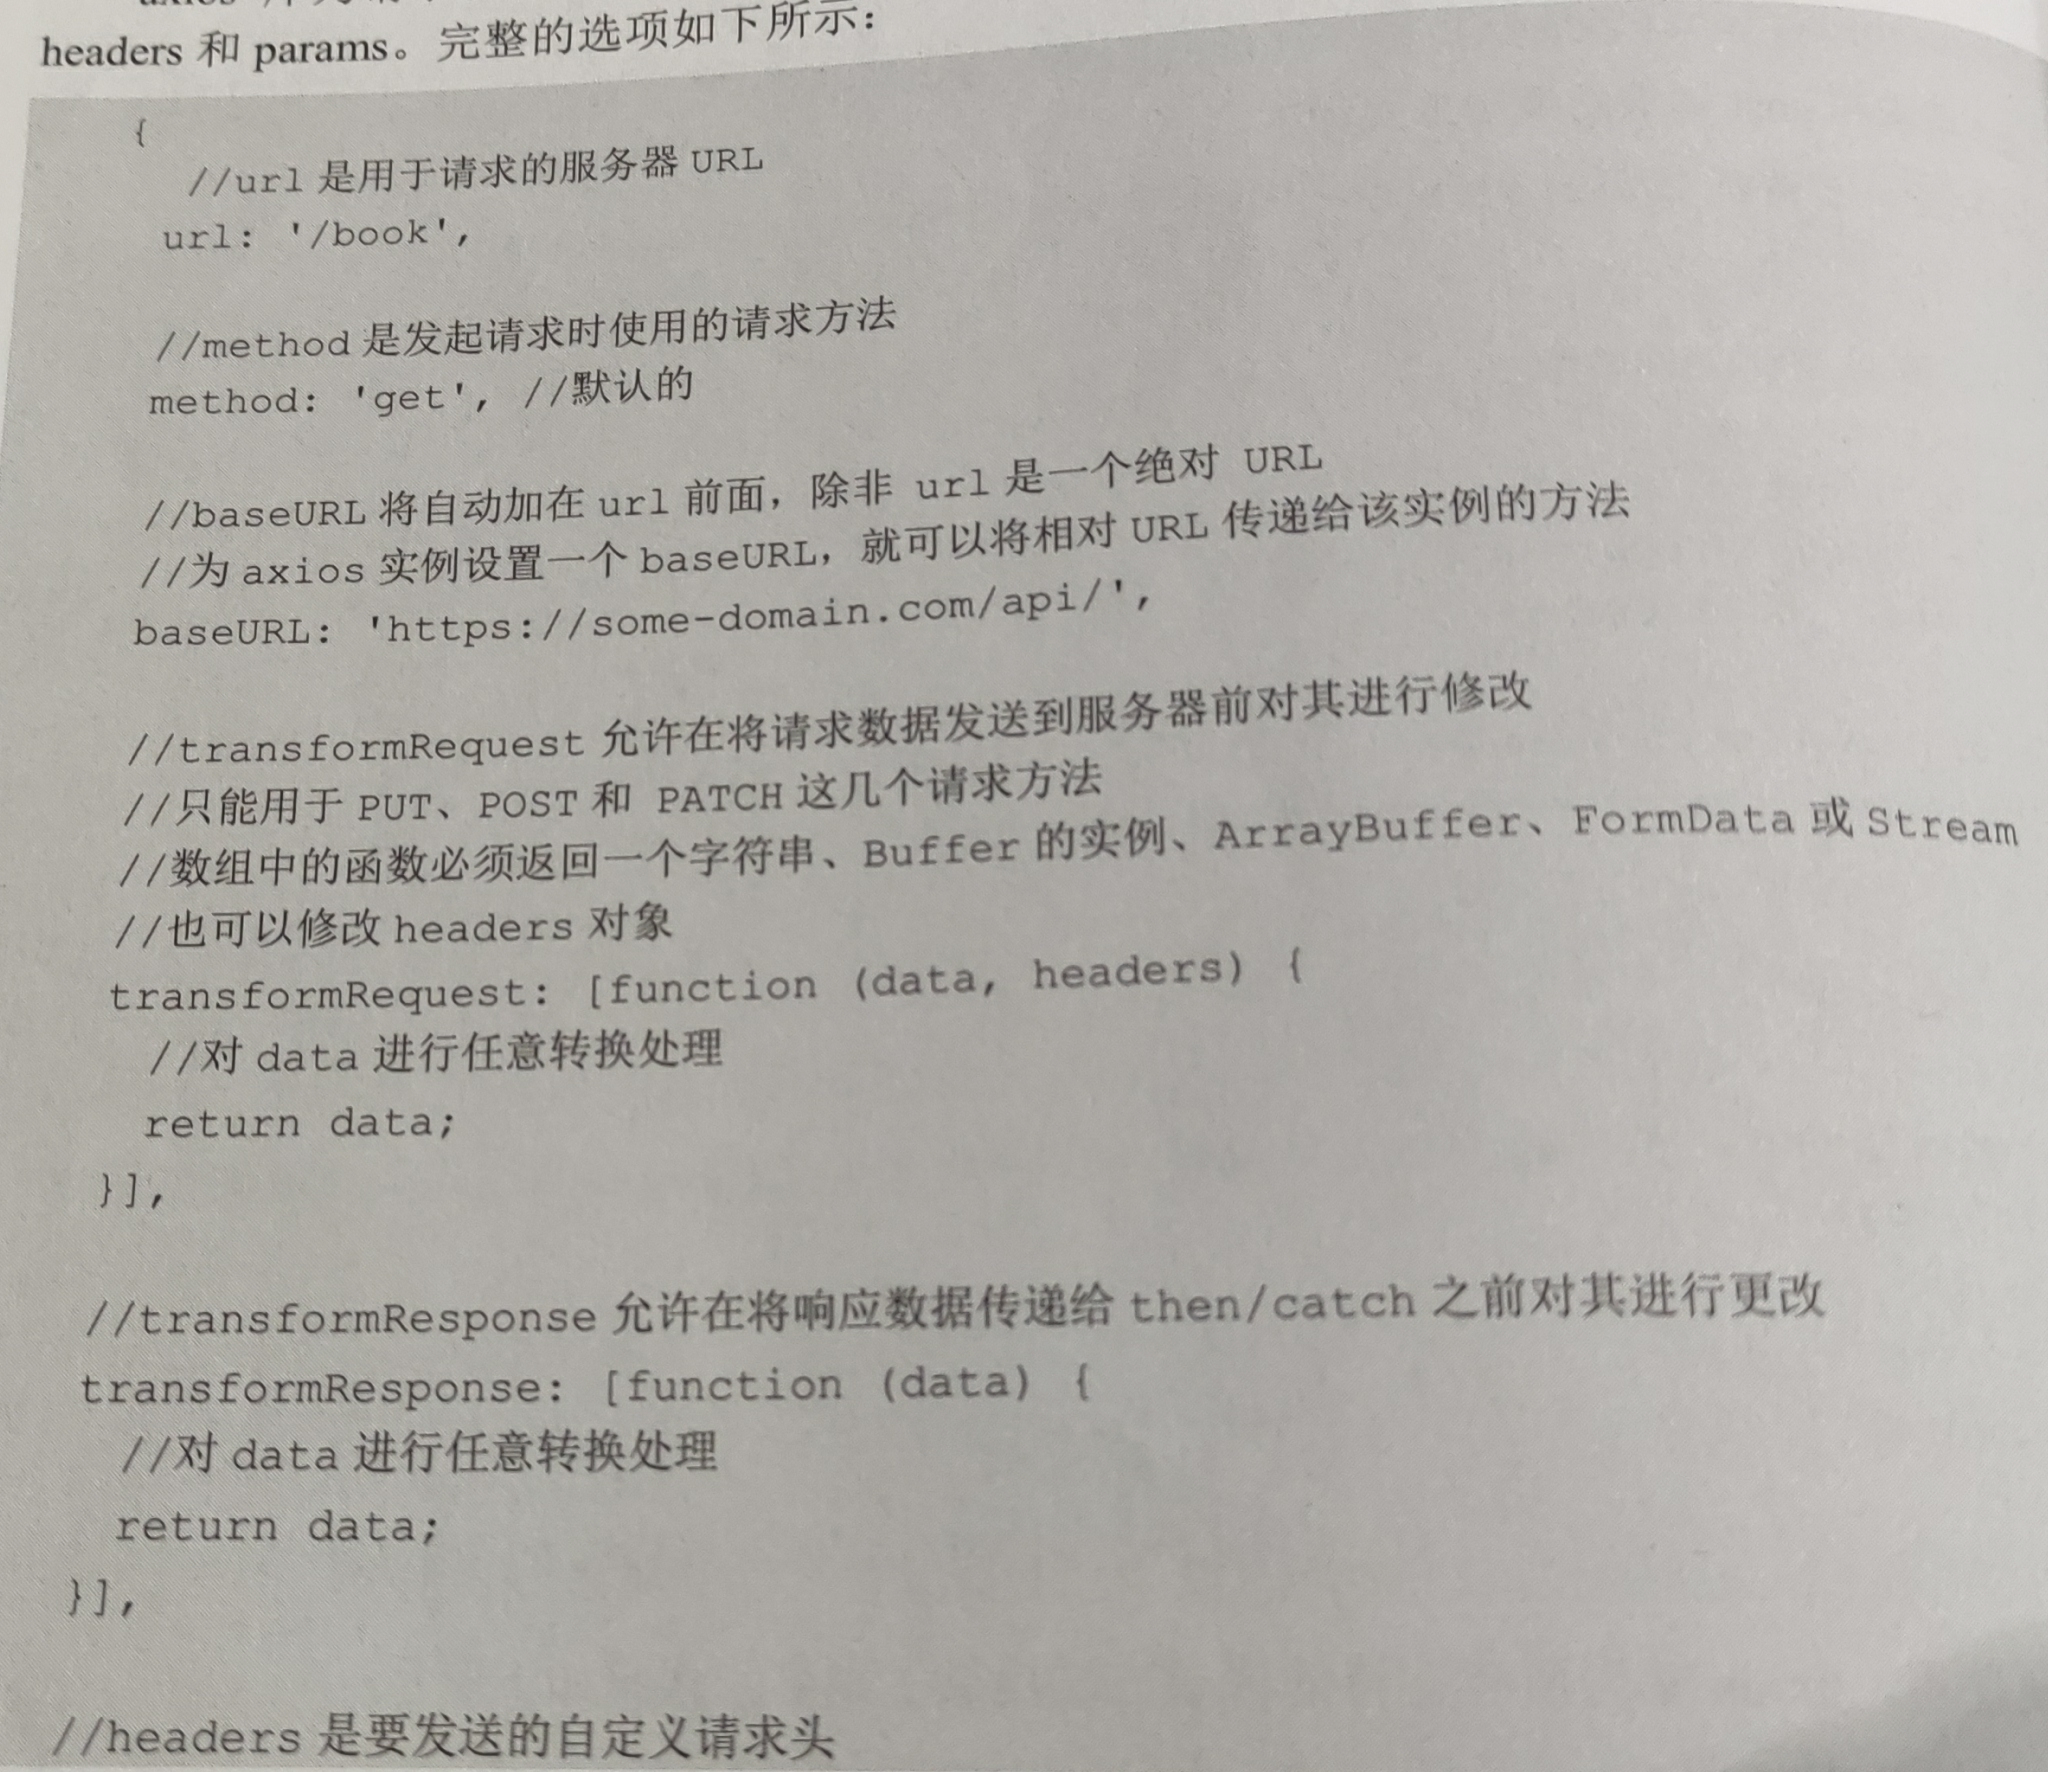 headers 和 params。完整的选项如下所示：
{
//url 是用于请求的服务器 URL
url: '/book',
//method 是发起请求时使用的请求方法
method: 'get', //默认的
//baseURL 将自动加在 url 前面，除非 url 是一个绝对 URL
//为 axios 实例设置一个 baseURL，就可以将相对 URL 传递给该实例的方法
baseURL: 'https://some-domain.com/api/',
//transformRequest 允许在将请求数据发送到服务器前对其进行修改
//只能用于 PUT、POST 和 PATCH 这几个请求方法
//数组中的函数必须返回一个字符串、Buffer 的实例、ArrayBuffer、FormData 或 Stream
//也可以修改 headers 对象
transformRequest: [function (data, headers) {
//对 data 进行任意转换处理
return data;
}],
//transformResponse 允许在将响应数据传递给 then/catch 之前对其进行更改
transformResponse: [function (data) {
//对 data 进行任意转换处理
return data;
}],
//headers 是要发送的自定义请求头